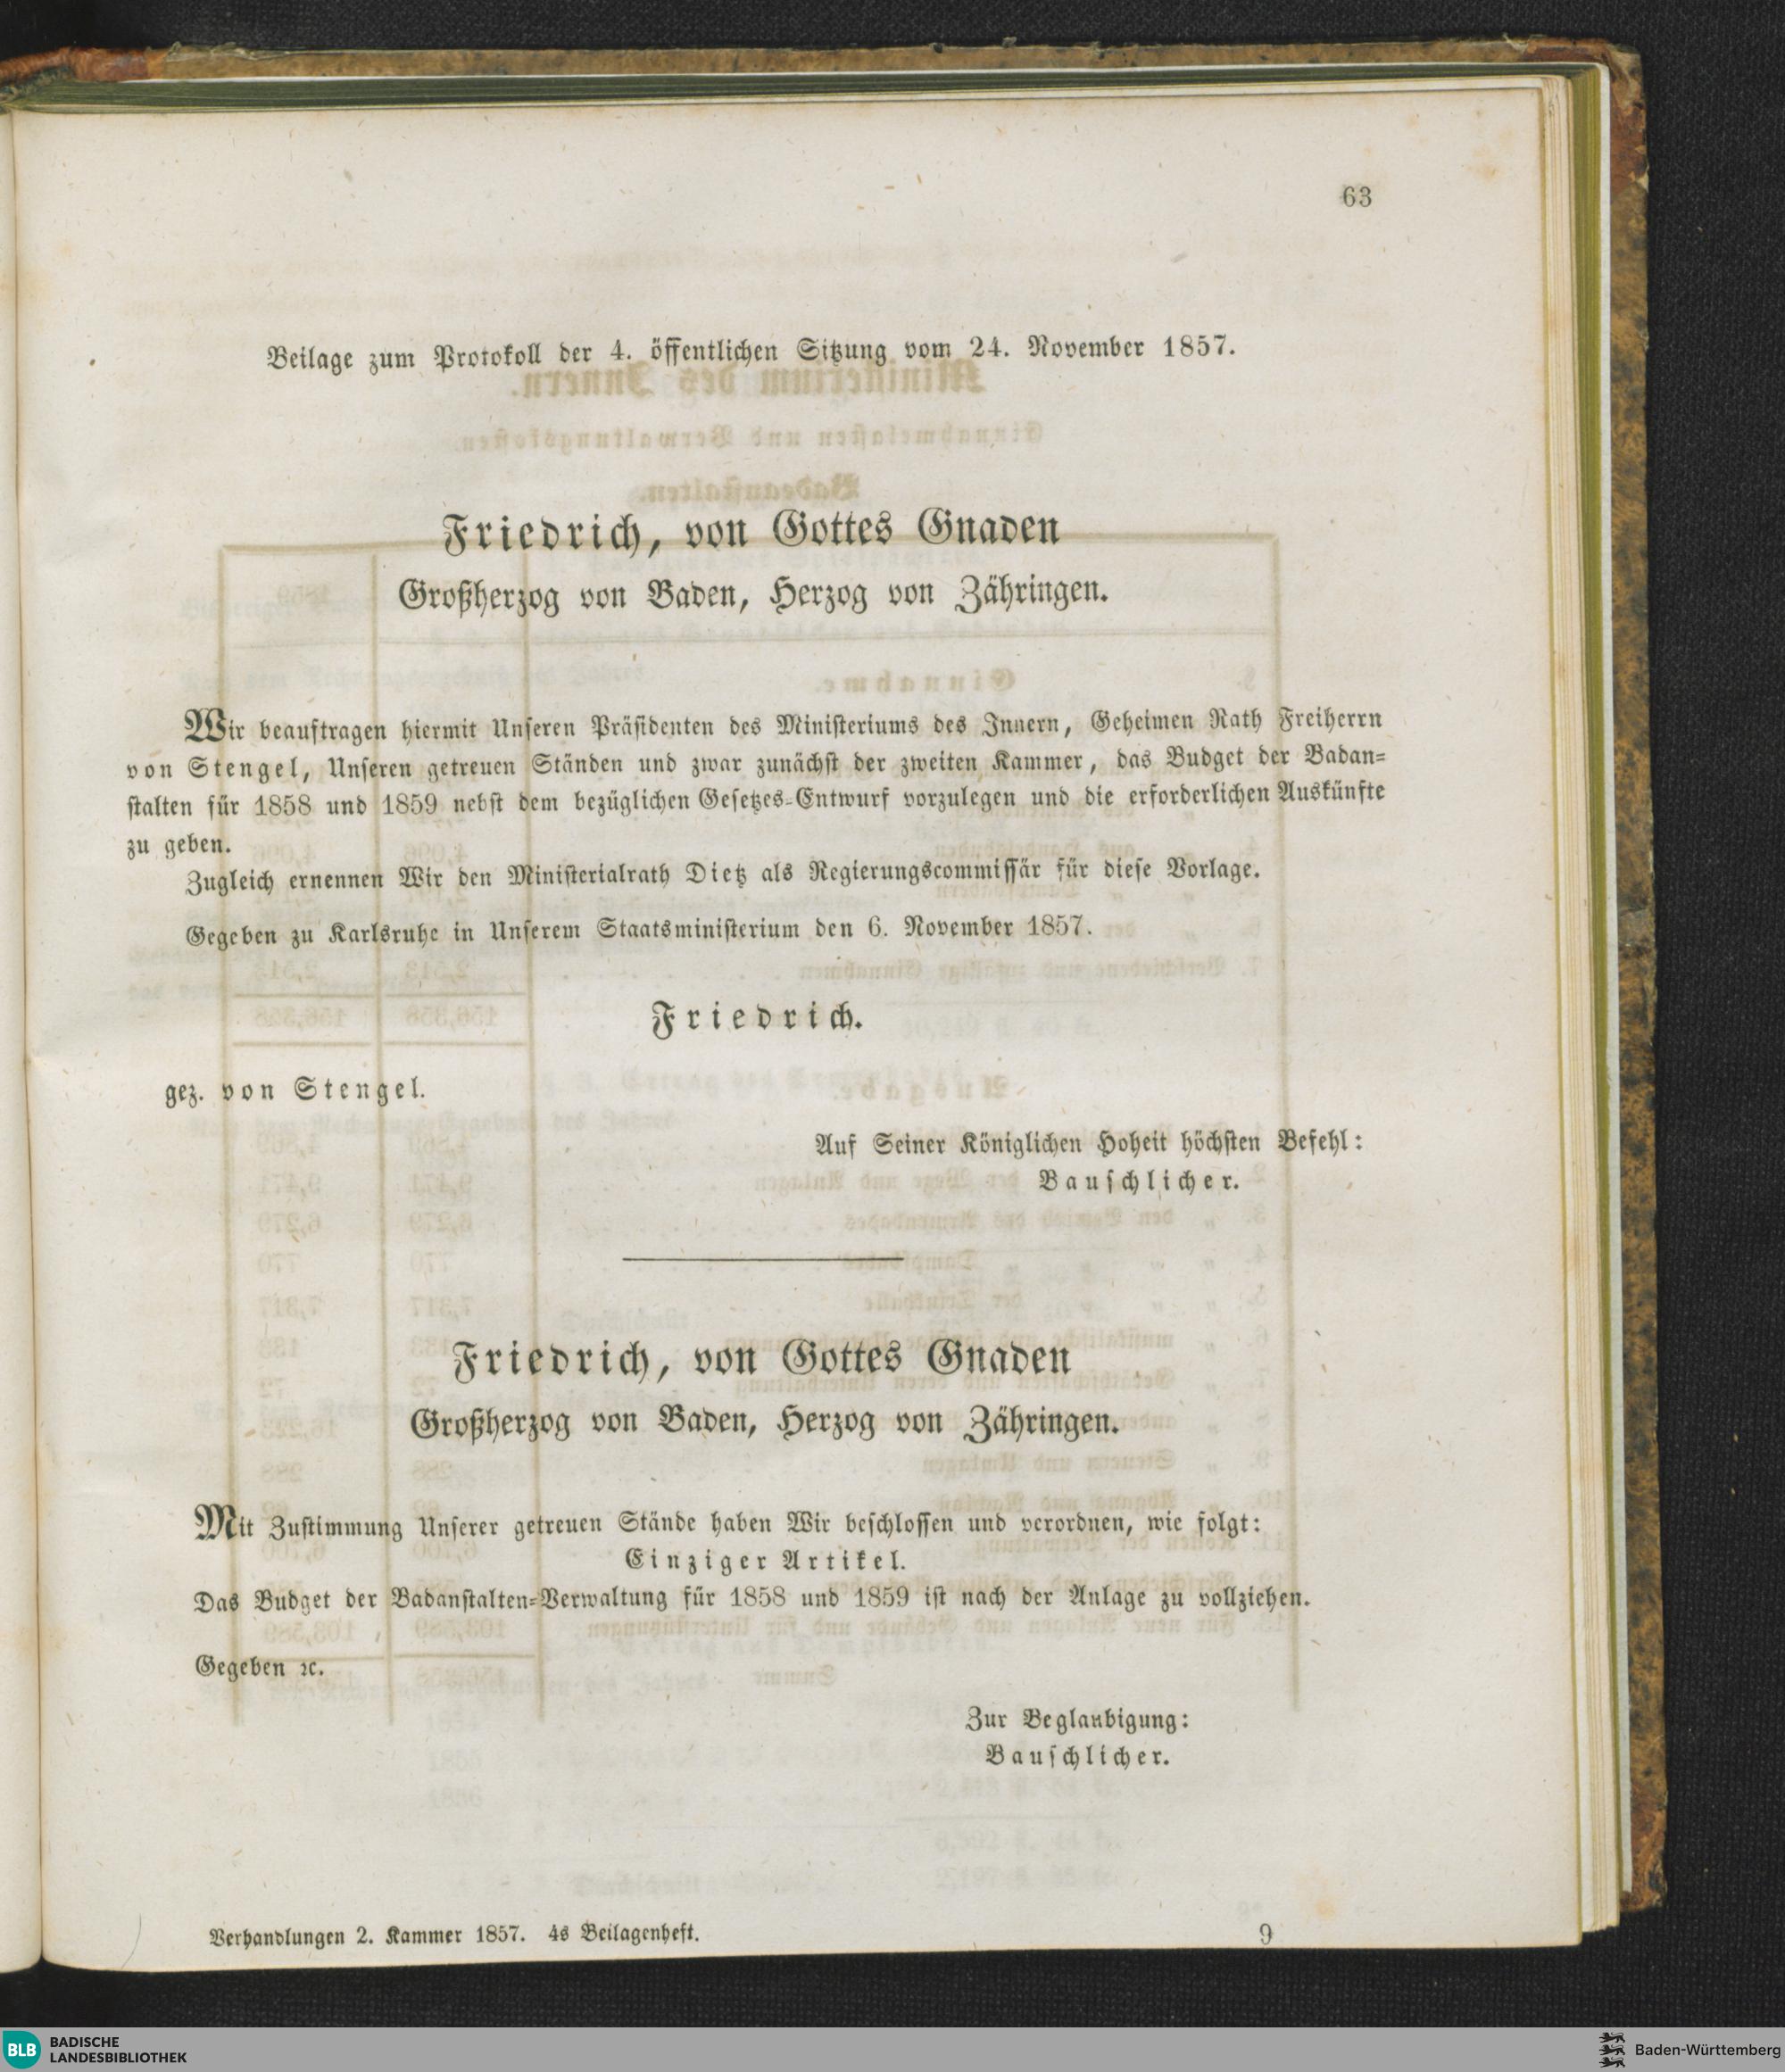 63
Beilage zum Protokoll der 4. öffentlichen Sitzung vom 24. November 1857.
Friedrich, von Gottes Gnaden
Großherzog von Baden, Herzog von Zähringen.
Wir beauftragen hiermit Unseren Präsidenten des Ministeriums des Innern, Geheimen Rath Freiherrn
von Stengel, Unseren getreuen Ständen und zwar zunächst der zweiten Kammer, das Budget der Badan-
stalten für 1858 und 1859 nebst dem bezüglichen Gesetzes-Entwurf vorzulegen und die erforderlichen Auskünfte
zu geben.
Zugleich ernennen Wir den Ministerialrath Dietz als Regierungscommissär für diese Vorlage.
Gegeben zu Karlsruhe in Unserem Staatsministerium den 6. November 1857.
Friedrich.
gez. von Stengel.
Auf Seiner Königlichen Hoheit höchsten Befehl:
Bauschlicher.
Friedrich, von Gottes Gnaden
Großherzog von Baden, Herzog von Zähringen.
Mit Zustimmung Unserer getreuen Stände haben Wir beschlossen und verordnen, wie folgt:
Einziger Artikel.
Das Budget der Badanstalten-Verwaltung für 1858 und 1859 ist nach der Anlage zu vollziehen.
Gegeben ꝛc.
Zur Beglaubigung:
Bauschlicher.
Verhandlungen 2. Kammer 1857. 4s Beilagenheft. 9
BLB BADISCHE
LANDESBIBLIOTHEK
Baden-Württemberg